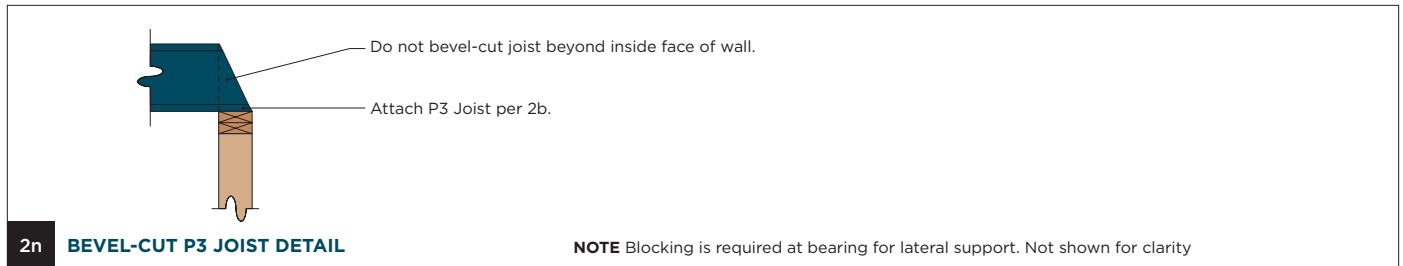 Do not bevel-cut joist beyond inside face of wall.
Attach P3 Joist per 2b.
2n BEVEL-CUT P3 JOIST DETAIL
NOTE Blocking is required at bearing for lateral support. Not shown for clarity